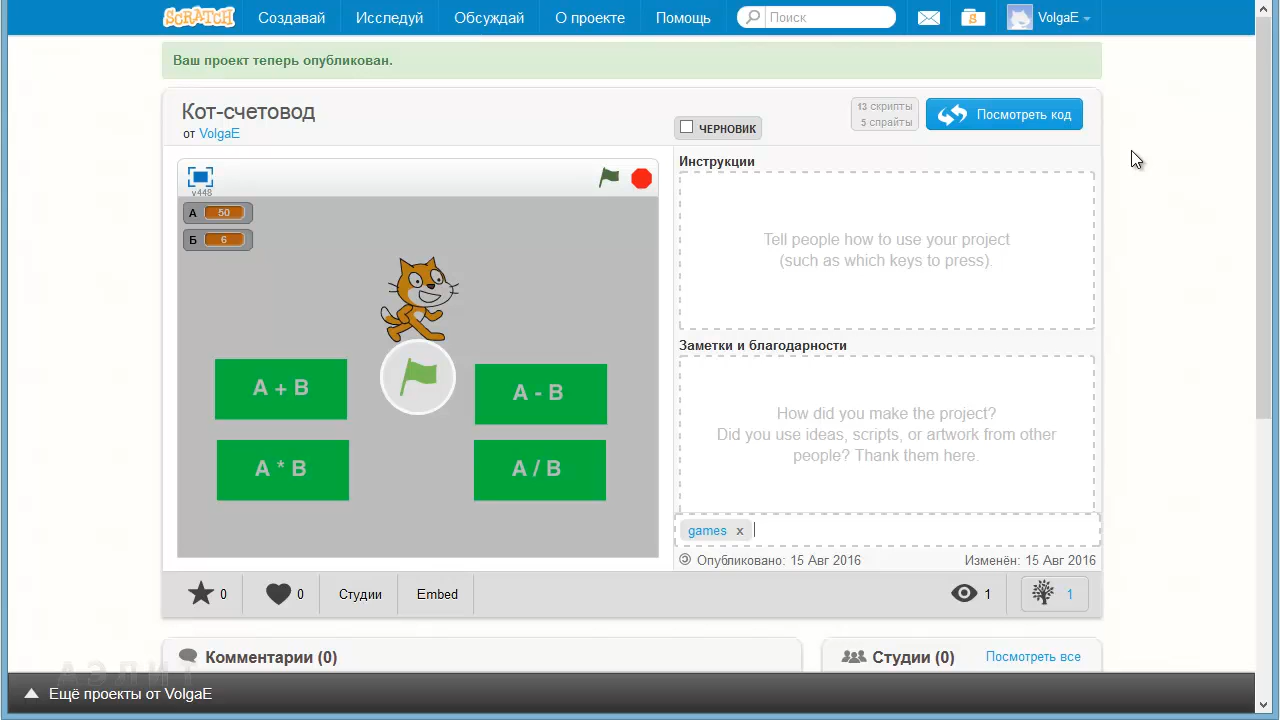 SCRATCH Создавай Исследуй Обсуждай О проекте Помощь Поиск S VolgaE
Ваш проект теперь опубликован.
Кот-счетовод
от VolgaE
ЧЕРНОВИК
13 скрипты
5 спрайты
Посмотреть код
v448
А 50
Б 6
A + B
A - B
A * B
A / B
Инструкции
Tell people how to use your project
(such as which keys to press).
Заметки и благодарности
How did you make the project?
Did you use ideas, scripts, or artwork from other
people? Thank them here.
games x
Опубликовано: 15 Авг 2016 Изменён: 15 Авг 2016
0 0 Студии Embed 1 1
Комментарии (0)
Студии (0) Посмотреть все
АЭЛИТ
Ещё проекты от VolgaE